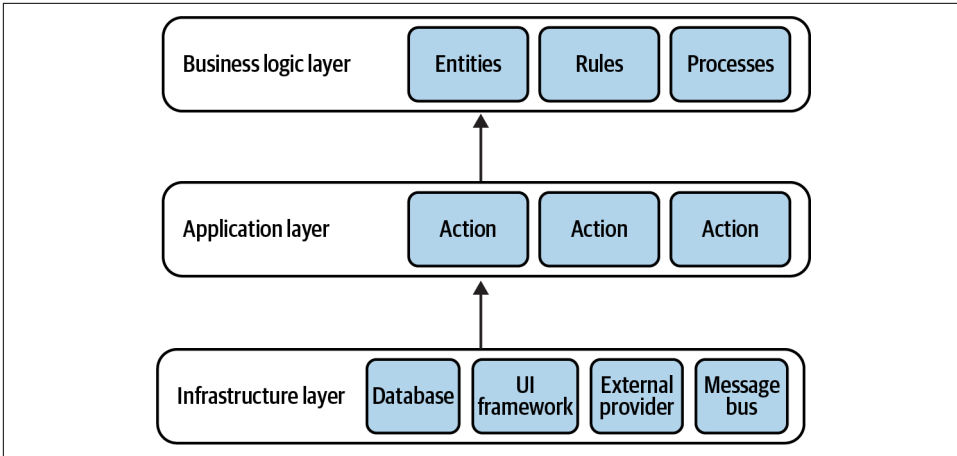 Business logic layer
Entities
Rules
Processes
Application layer
Action
Action
Action
Infrastructure layer
Database
UI
framework
External
provider
Message
bus